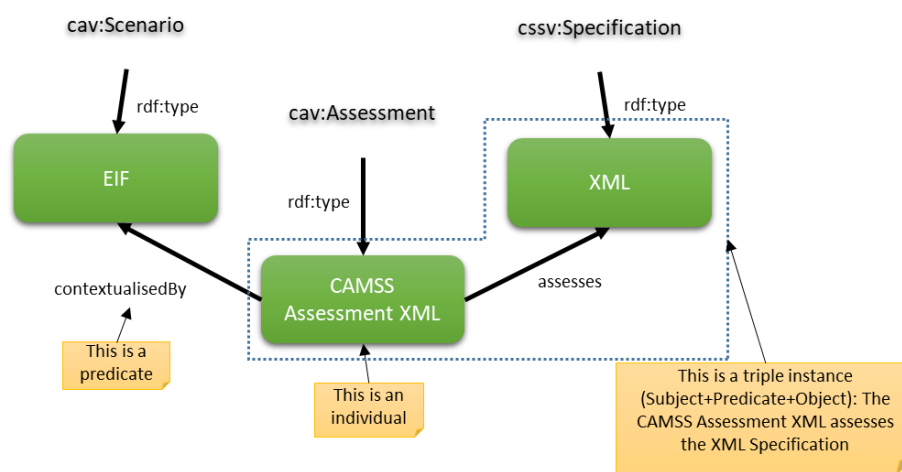 cav:Scenario
cssv:Specification
rdf:type
cav:Assessment
rdf:type
EIF
XML
rdf:type
contextualisedBy
CAMSS
Assessment XML
assesses
This is a
predicate
This is an
individual
This is a triple instance
(Subject+Predicate+Object): The
CAMSS Assessment XML assesses
the XML Specification